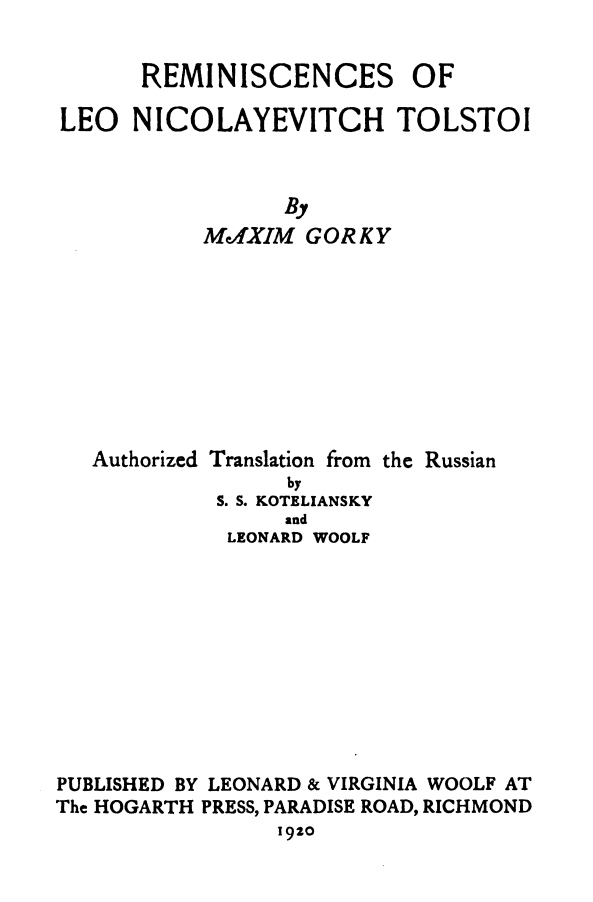 REMINISCENCES OF
LEO NICOLAYEVITCH TOLSTOI
By
MAXIM GORKY
Authorized Translation from the Russian
by
S. S. KOTELIANSKY
and
LEONARD WOOLF
PUBLISHED BY LEONARD & VIRGINIA WOOLF AT
The HOGARTH PRESS, PARADISE ROAD, RICHMOND
1920